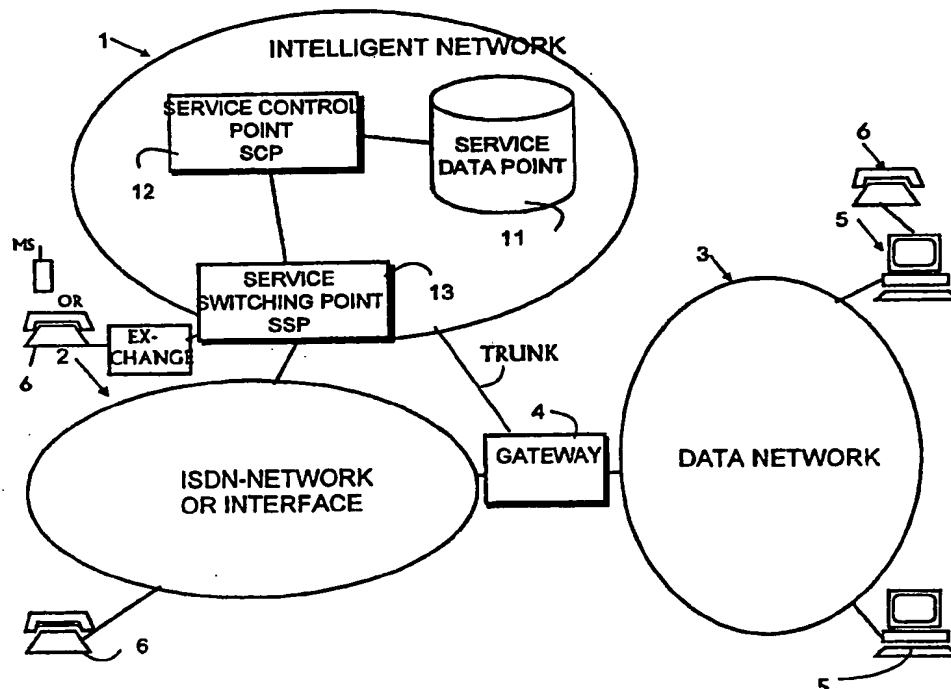 1
INTELLIGENT NETWORK
SERVICE CONTROL
POINT
SCP
12
SERVICE
DATA POINT
11
6
5
3
MS
OR
SERVICE
SWITCHING POINT
SSP
13
EX-
CHANGE
6
2
TRUNK
4
GATEWAY
ISDN-NETWORK
OR INTERFACE
DATA NETWORK
6
5